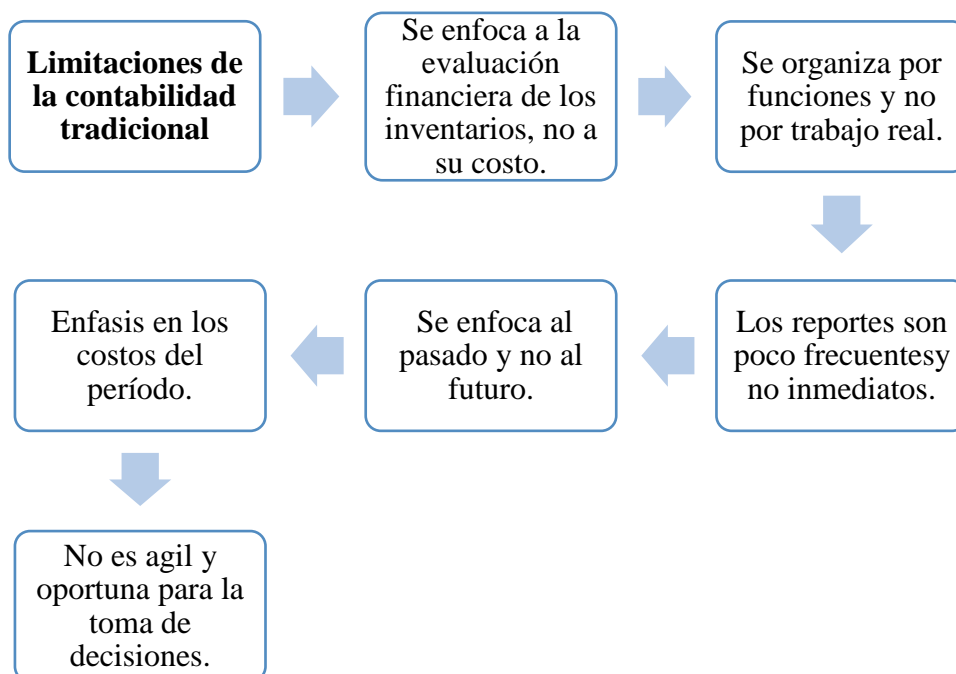 Limitaciones de
la contabilidad
tradicional
Se enfoca a la
evaluación
financiera de los
inventarios, no a
su costo.
Se organiza por
funciones y no
por trabajo real.
Los reportes son
poco frecuentesy
no inmediatos.
Se enfoca al
pasado y no al
futuro.
Enfasis en los
costos del
período.
No es agil y
oportuna para la
toma de
decisiones.